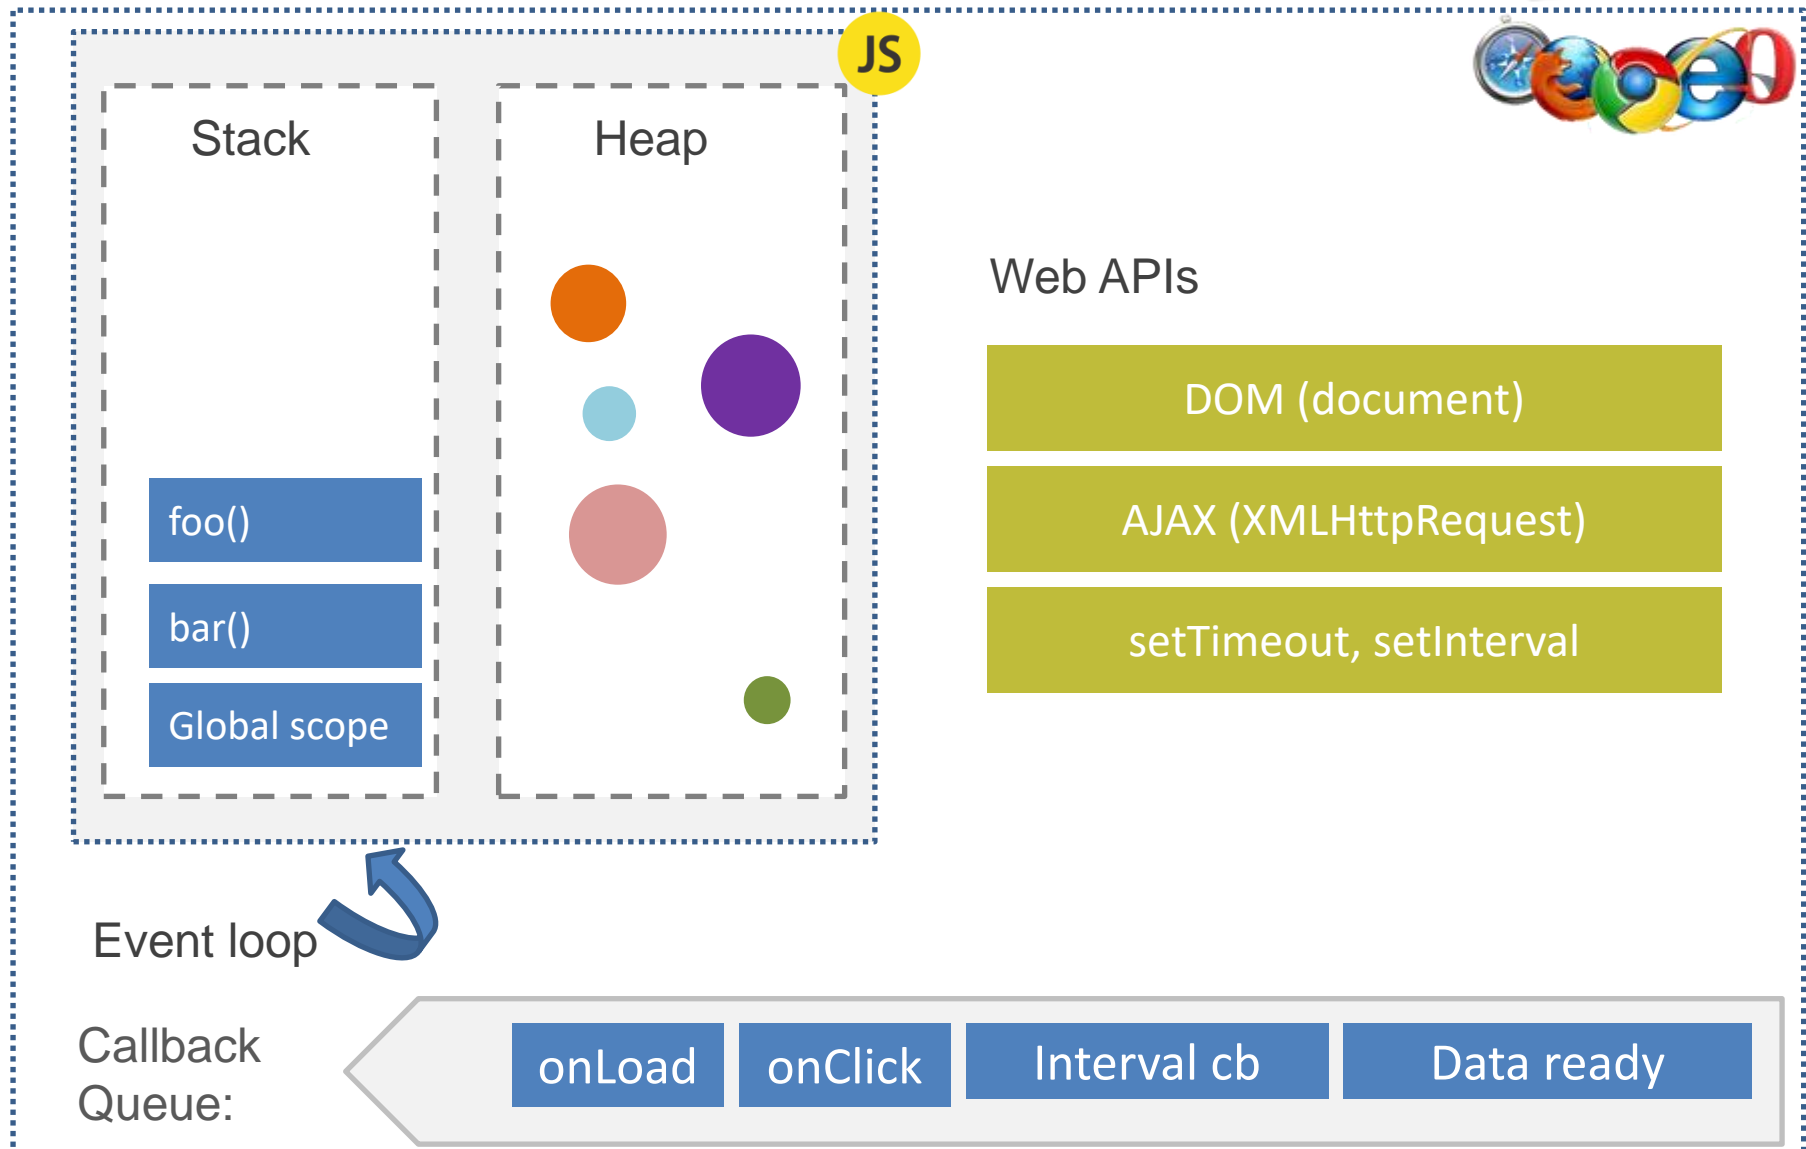 JS
Stack
Heap
foo()
bar()
Global scope
Web APIs
DOM (document)
AJAX (XMLHttpRequest)
setTimeout, setInterval
Event loop
Callback
Queue:
onLoad
onClick
Interval cb
Data ready